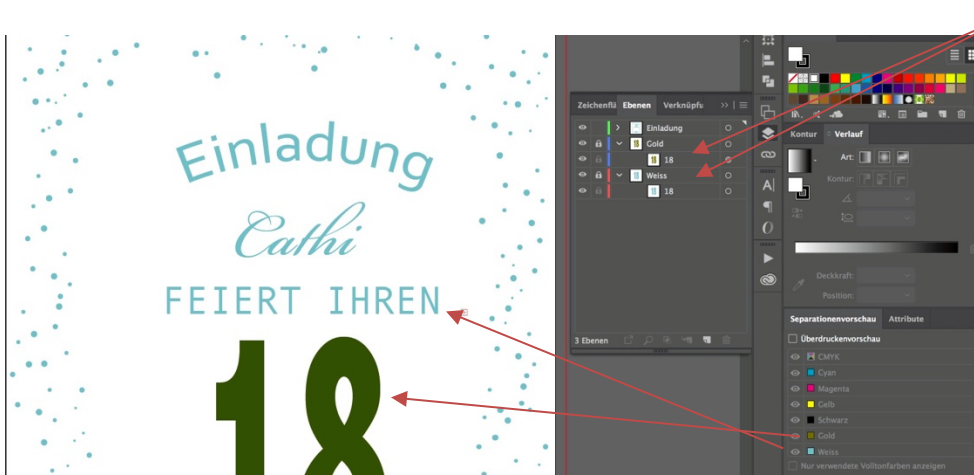 Einladung
Cathi
FEIERT IHREN
18
Zeichenflä Ebenen Verknüpfu
Einladung
Gold
18
Weiss
18
3 Ebenen
Kontur Verlauf
Art:
Kontur:
Deckkraft:
Position:
Separationenvorschau Attribute
Überdruckenvorschau
CMYK
Cyan
Magenta
Gelb
Schwarz
Gold
Weiss
Nur verwendete Volltonfarben anzeigen